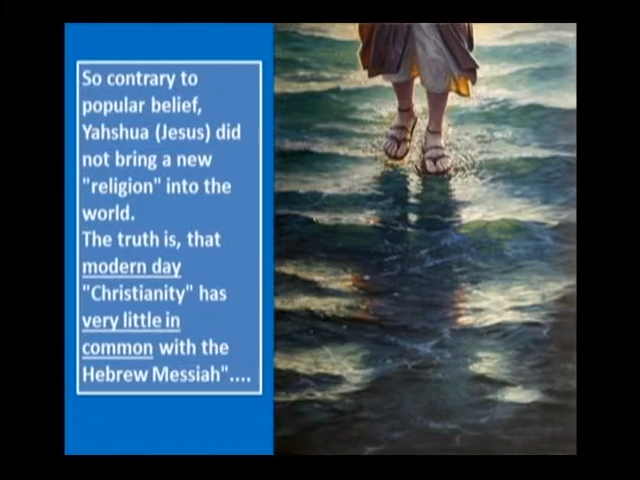 So contrary to
popular belief,
Yahshua (Jesus) did
not bring a new
"religion" into the
world.
The truth is, that
modern day
"Christianity" has
very little in
common with the
Hebrew Messiah"....